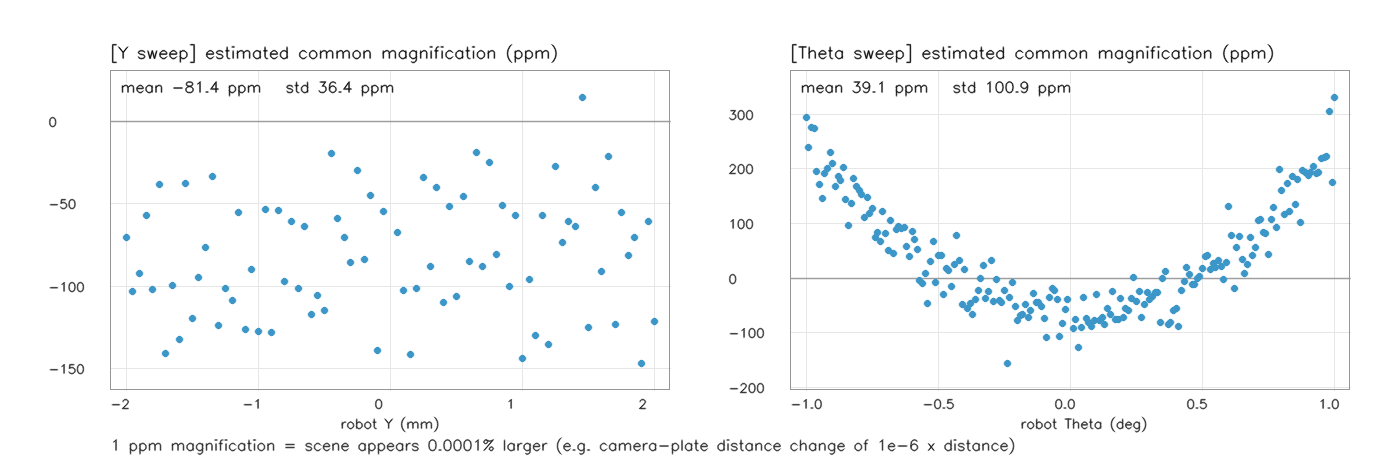 [Y sweep] estimated common magnification (ppm)
mean −81.4 ppm std 36.4 ppm
0
−50
−100
−150
−2 −1 0 1 2
robot Y (mm)
[Theta sweep] estimated common magnification (ppm)
mean 39.1 ppm std 100.9 ppm
300
200
100
0
−100
−200
−1.0 −0.5 0.0 0.5 1.0
robot Theta (deg)
1 ppm magnification = scene appears 0.0001% larger (e.g. camera−plate distance change of 1e−6 x distance)